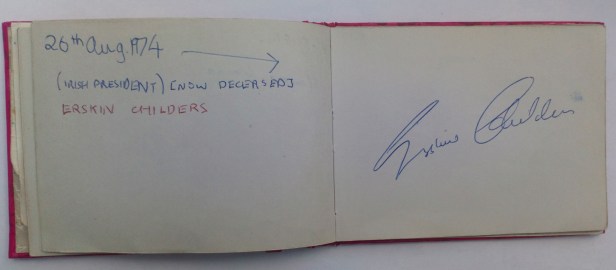 26th Aug. 1974
(IRISH PRESIDENT) [NOW DECEASED]
ERSKIN CHILDERS
Erskine Childers